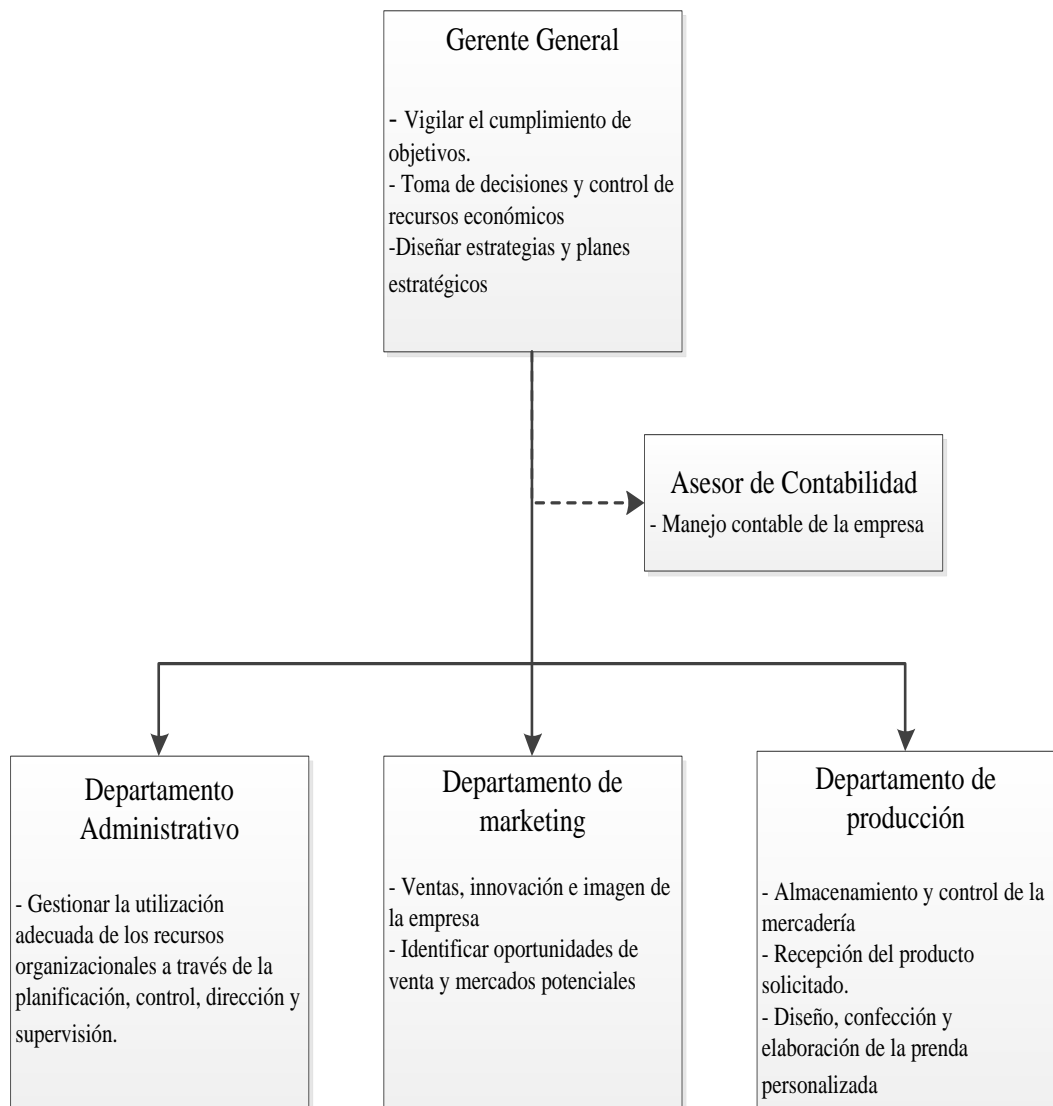 Gerente General
- Vigilar el cumplimiento de
objetivos.
- Toma de decisiones y control de
recursos económicos
-Diseñar estrategias y planes
estratégicos
Asesor de Contabilidad
- Manejo contable de la empresa
Departamento
Administrativo
- Gestionar la utilización
adecuada de los recursos
organizacionales a través de la
planificación, control, dirección y
supervisión.
Departamento de
marketing
- Ventas, innovación e imagen de
la empresa
- Identificar oportunidades de
venta y mercados potenciales
Departamento de
producción
- Almacenamiento y control de la
mercadería
- Recepción del producto
solicitado.
- Diseño, confección y
elaboración de la prenda
personalizada